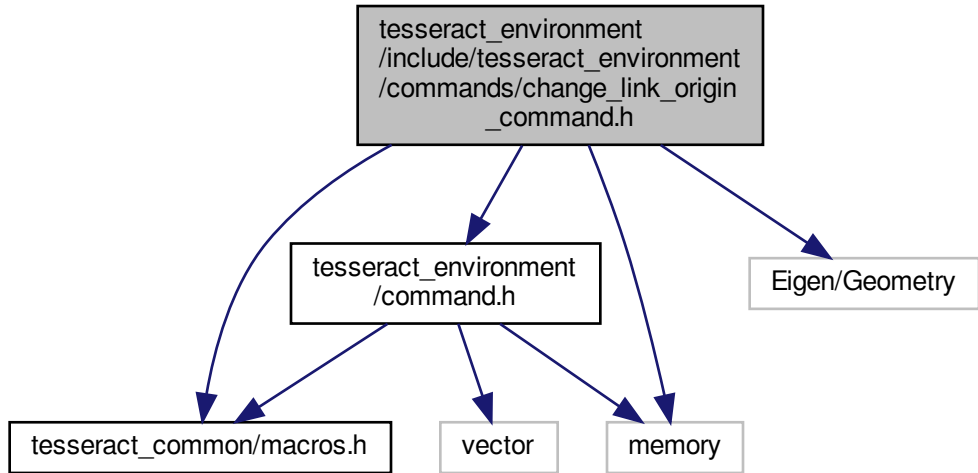 tesseract_environment
/include/tesseract_environment
/commands/change_link_origin
_command.h
tesseract_environment
/command.h
Eigen/Geometry
tesseract_common/macros.h
vector
memory